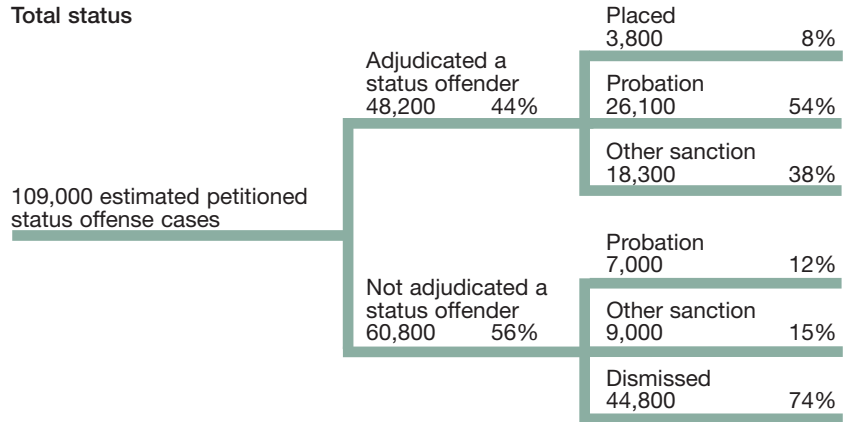 Total status
109,000 estimated petitioned
status offense cases
Adjudicated a
status offender
48,200 44%
Placed
3,800 8%
Probation
26,100 54%
Other sanction
18,300 38%
Not adjudicated a
status offender
60,800 56%
Probation
7,000 12%
Other sanction
9,000 15%
Dismissed
44,800 74%